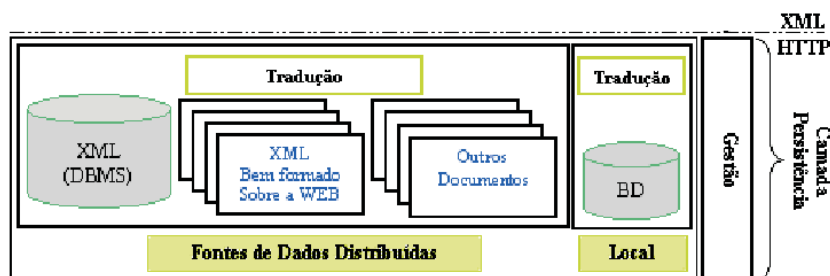 XML
HTTP
Tradução
Tradução
XML
(DBMS)
XML
Bem formado
Sobre a WEB
Outros
Documentos
BD
Gestão
Camada
Persistência
Fontes de Dados Distribuídas
Local